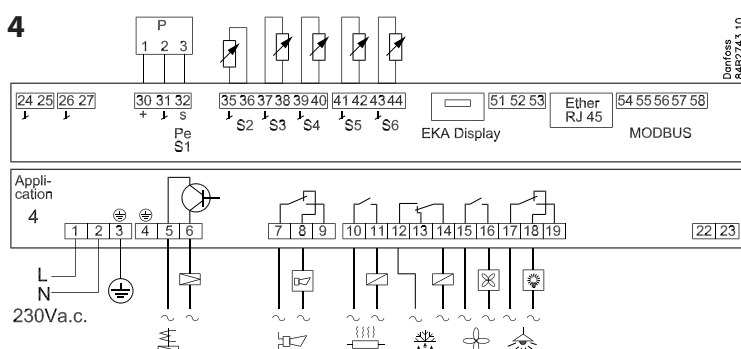 4
P
1 2 3
Danfoss
84B2743.10
24 25 26 27 30 31 32 35 36 37 38 39 40 41 42 43 44 51 52 53 Ether 54 55 56 57 58
RJ 45
+ s S2 S3 S4 S5 S6
Pe
S1
EKA Display
MODBUS
Appli-
cation
4
1 2 3 4 5 6 7 8 9 10 11 12 13 14 15 16 17 18 19 22 23
L
N
230Va.c.